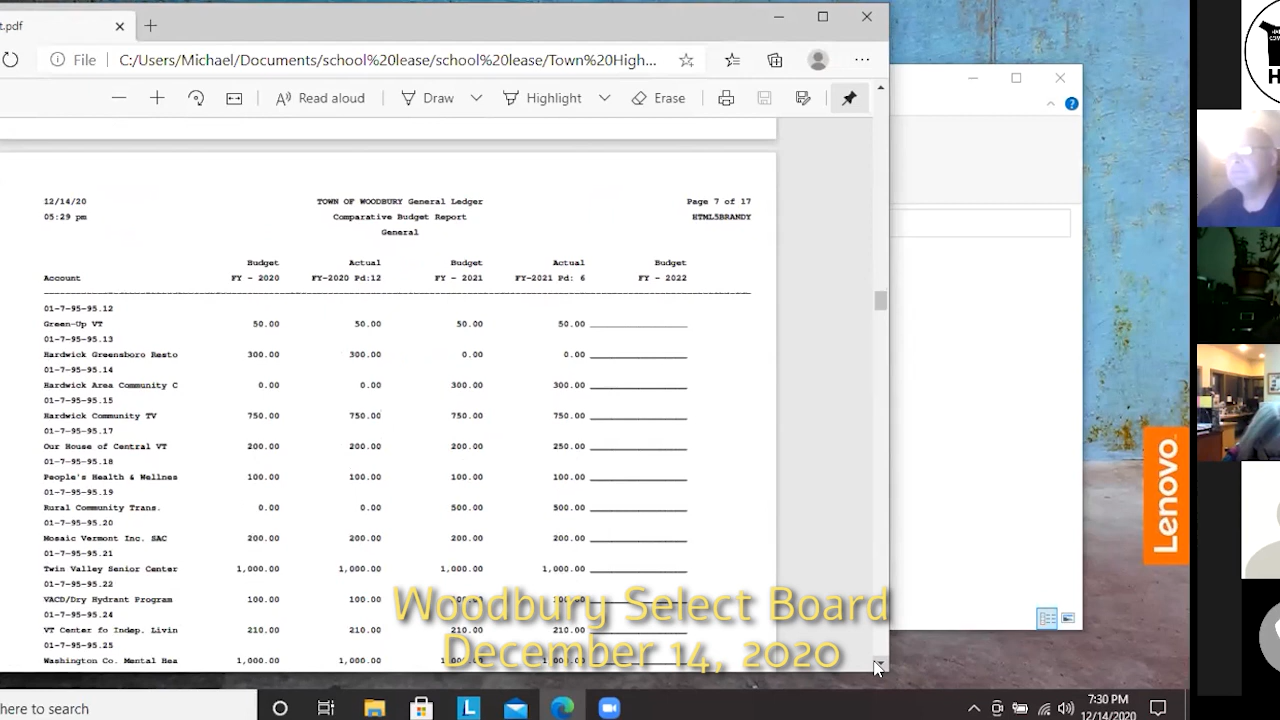 t.pdf
File C:/Users/Michael/Documents/school%20lease/school%20lease/Town%20High...
Read aloud Draw Highlight Erase
12/14/20 TOWN OF WOODBURY General Ledger Page 7 of 17
05:29 pm Comparative Budget Report HTML5BRANDY
General
Budget Actual Budget Actual Budget
Account FY - 2020 FY-2020 Pd:12 FY - 2021 FY-2021 Pd: 6 FY - 2022
01-7-95-95.12
Green-Up VT 50.00 50.00 50.00 50.00
01-7-95-95.13
Hardwick Greensboro Resto 300.00 300.00 0.00 0.00
01-7-95-95.14
Hardwick Area Community C 0.00 0.00 300.00 300.00
01-7-95-95.15
Hardwick Community TV 750.00 750.00 750.00 750.00
01-7-95-95.17
Our House of Central VT 200.00 200.00 200.00 250.00
01-7-95-95.18
People's Health & Wellnes 100.00 100.00 100.00 100.00
01-7-95-95.19
Rural Community Trans. 0.00 0.00 500.00 500.00
01-7-95-95.20
Mosaic Vermont Inc. SAC 200.00 200.00 200.00 200.00
01-7-95-95.21
Twin Valley Senior Center 1,000.00 1,000.00 1,000.00 1,000.00
01-7-95-95.22
VACD/Dry Hydrant Program 100.00 100.00
01-7-95-95.24
VT Center fo Indep. Livin 210.00 210.00 210.00 210.00
01-7-95-95.25
Washington Co. Mental Hea 1,000.00 1,000.00 1,000.00 1,000.00
Woodbury Select Board
December 14, 2020
Lenovo
here to search
7:30 PM
12/14/2020